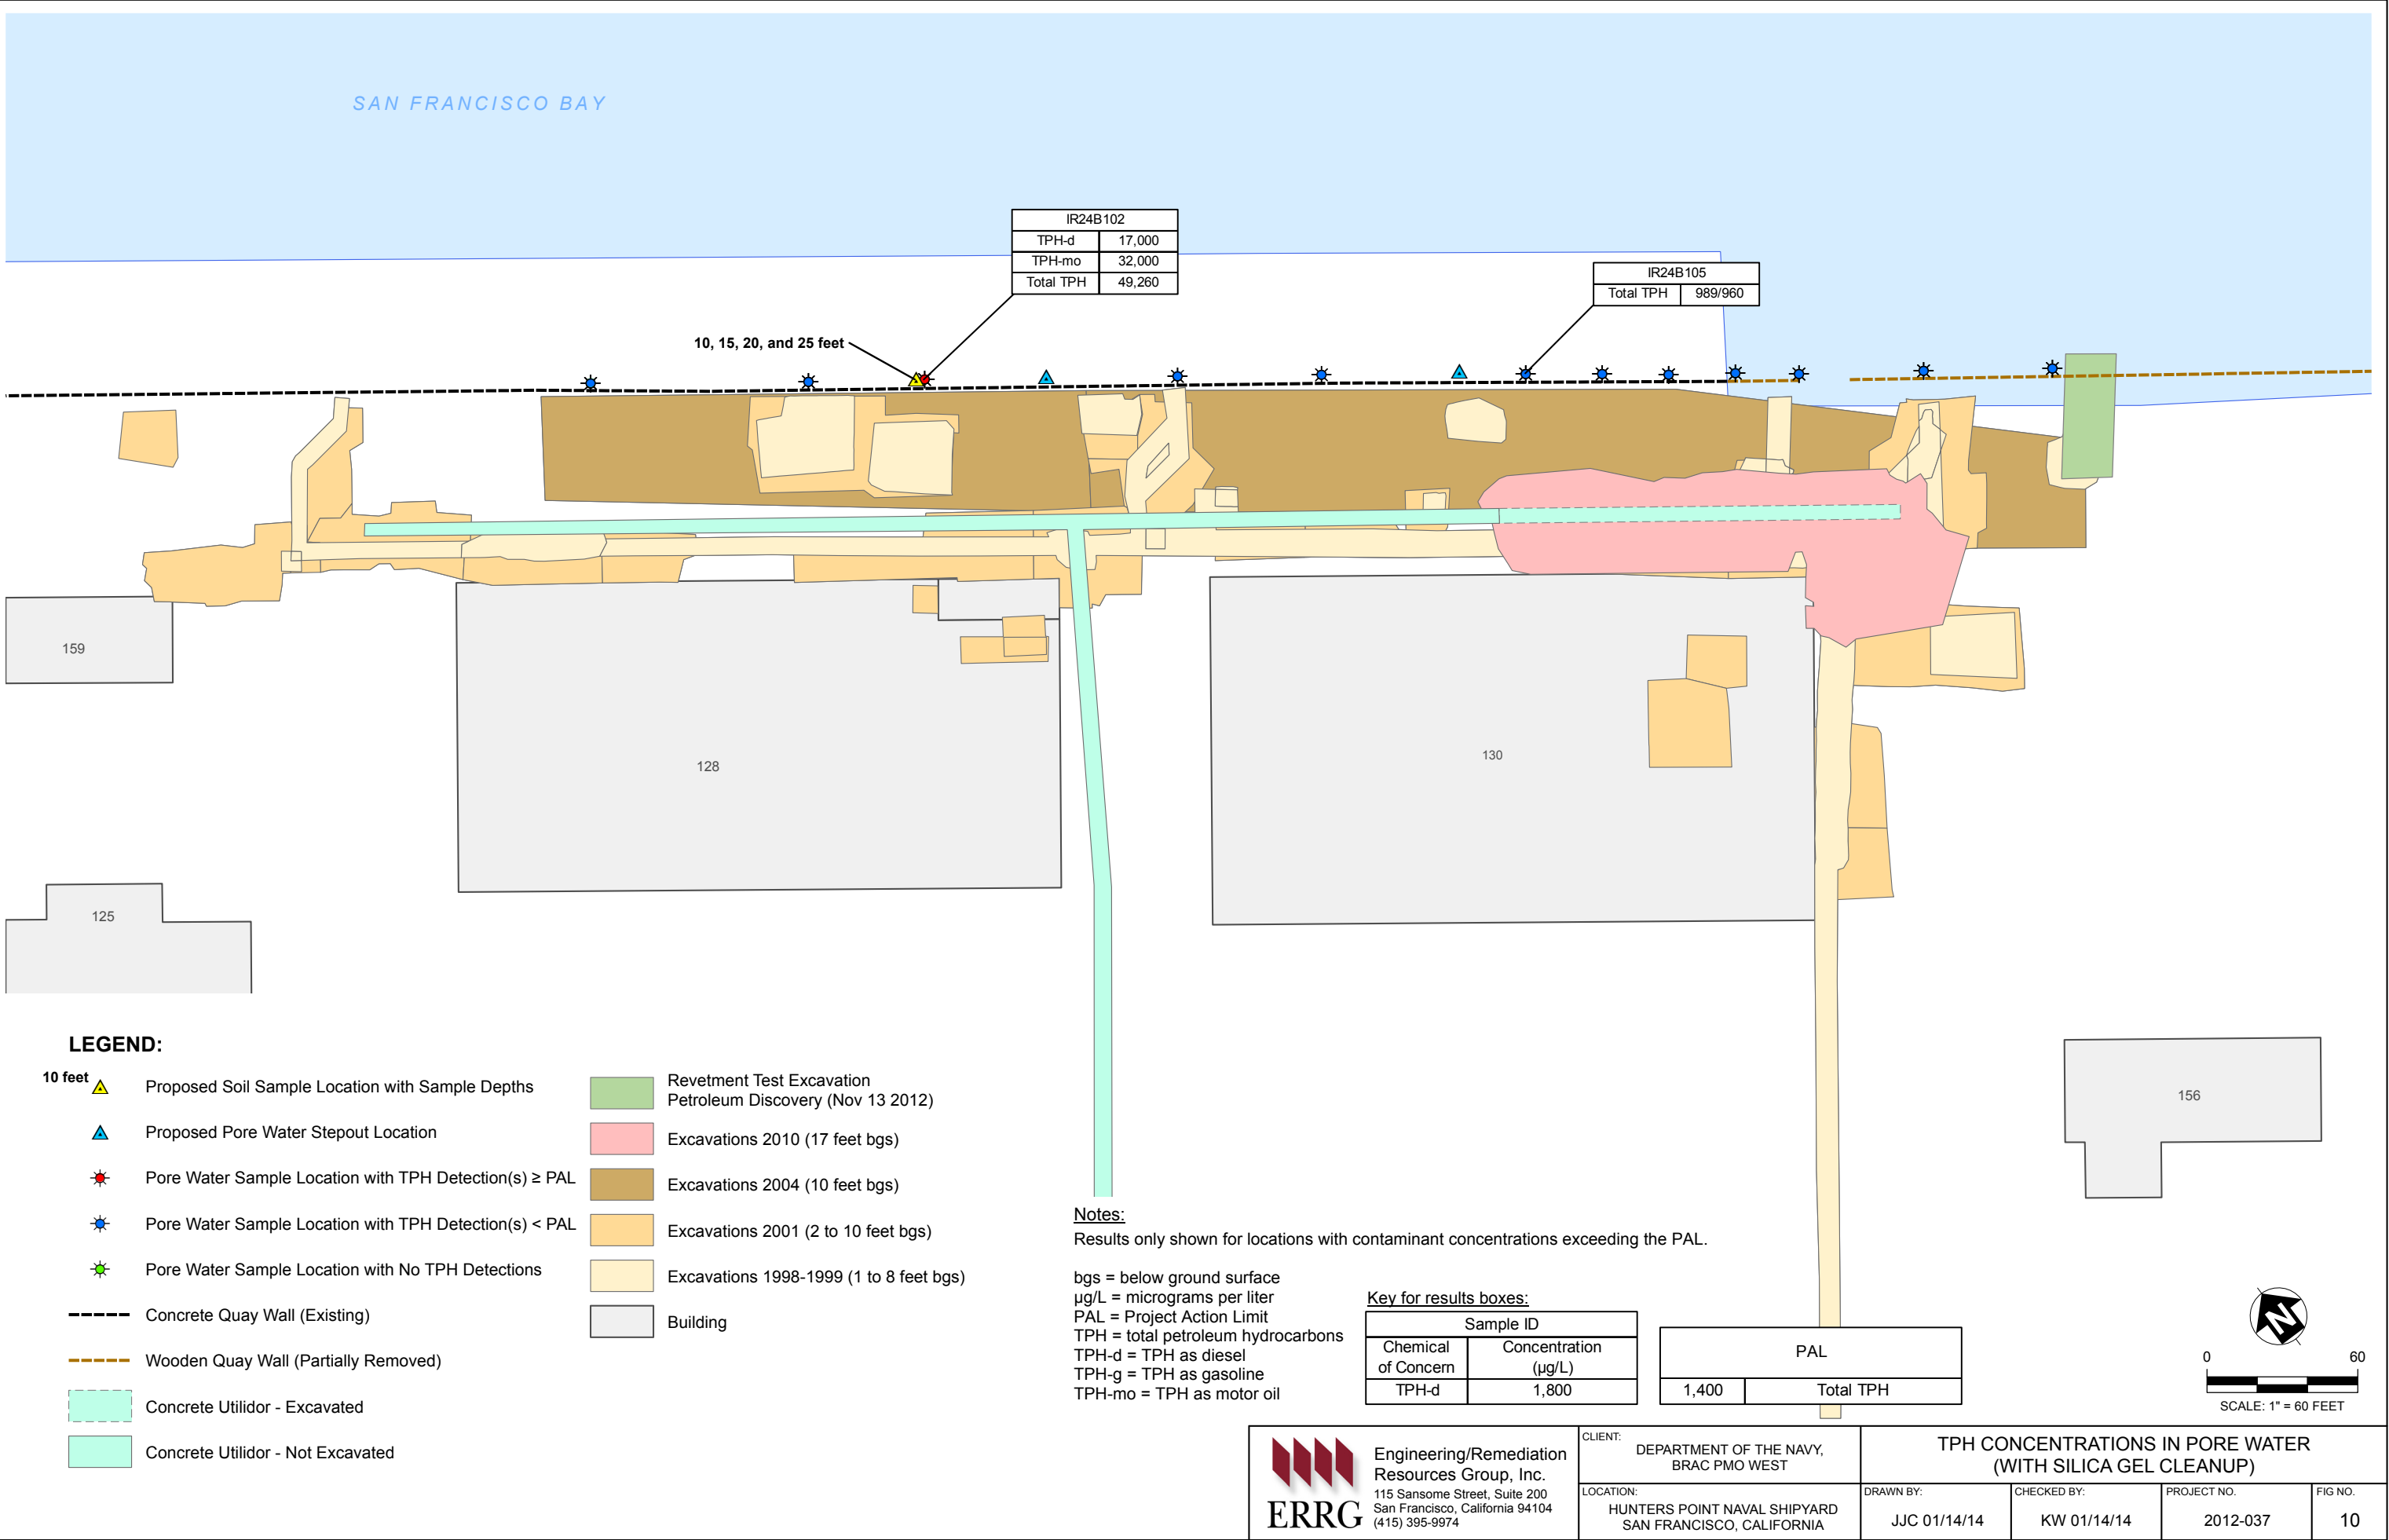 SAN FRANCISCO BAY
IR24B102
TPH-d 17,000
TPH-mo 32,000
Total TPH 49,260
IR24B105
Total TPH 989/960
10, 15, 20, and 25 feet
159
128
130
125
156
LEGEND:
10 feet
Proposed Soil Sample Location with Sample Depths
Proposed Pore Water Stepout Location
Pore Water Sample Location with TPH Detection(s) ≥ PAL
Pore Water Sample Location with TPH Detection(s) < PAL
Pore Water Sample Location with No TPH Detections
Concrete Quay Wall (Existing)
Wooden Quay Wall (Partially Removed)
Concrete Utilidor - Excavated
Concrete Utilidor - Not Excavated
Revetment Test Excavation
Petroleum Discovery (Nov 13 2012)
Excavations 2010 (17 feet bgs)
Excavations 2004 (10 feet bgs)
Excavations 2001 (2 to 10 feet bgs)
Excavations 1998-1999 (1 to 8 feet bgs)
Building
Notes:
Results only shown for locations with contaminant concentrations exceeding the PAL.
bgs = below ground surface
µg/L = micrograms per liter
PAL = Project Action Limit
TPH = total petroleum hydrocarbons
TPH-d = TPH as diesel
TPH-g = TPH as gasoline
TPH-mo = TPH as motor oil
Key for results boxes:
Sample ID
Chemical of Concern
Concentration (µg/L)
TPH-d 1,800
PAL
1,400 Total TPH
N
0 60
SCALE: 1" = 60 FEET
ERRG
Engineering/Remediation
Resources Group, Inc.
115 Sansome Street, Suite 200
San Francisco, California 94104
(415) 395-9974
CLIENT:
DEPARTMENT OF THE NAVY,
BRAC PMO WEST
LOCATION:
HUNTERS POINT NAVAL SHIPYARD
SAN FRANCISCO, CALIFORNIA
TPH CONCENTRATIONS IN PORE WATER
(WITH SILICA GEL CLEANUP)
DRAWN BY:
JJC 01/14/14
CHECKED BY:
KW 01/14/14
PROJECT NO.
2012-037
FIG NO.
10